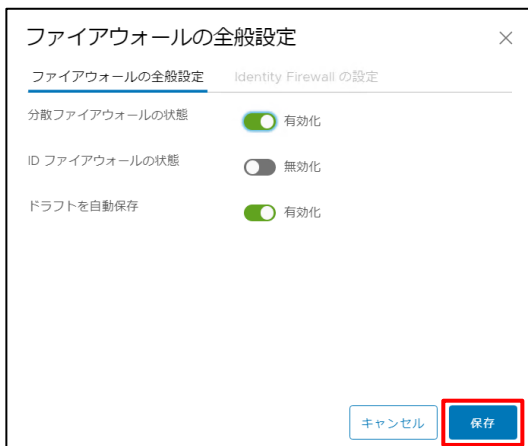 ファイアウォールの全般設定
ファイアウォールの全般設定 Identity Firewall の設定
分散ファイアウォールの状態 有効化
ID ファイアウォールの状態 無効化
ドラフトを自動保存 有効化
キャンセル 保存